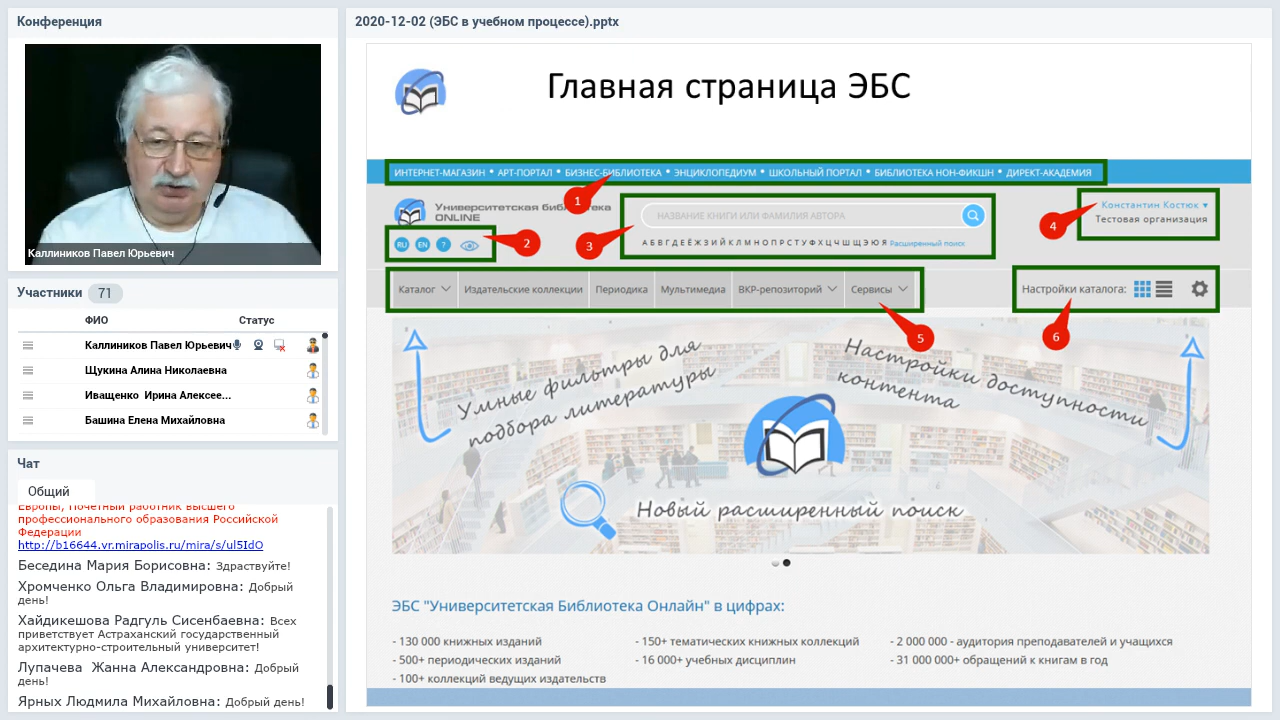 Конференция
Каллиников Павел Юрьевич
Участники 71
ФИО Статус
Каллиников Павел Юрьевич
Щукина Алина Николаевна
Иващенко Ирина Алексее...
Башина Елена Михайловна
Чат
Общий
Европы, Почетный работник высшего
профессионального образования Российской
Федерации
http://b16644.vr.mirapolis.ru/mira/s/ul5IdO
Беседина Мария Борисовна: Здраствуйте!
Хромченко Ольга Владимировна: Добрый
день!
Хайдикешова Радгуль Сисенбаевна: Всех
приветствует Астраханский государственный
архитектурно-строительный университет!
Лупачева Жанна Александровна: Добрый
день!
Ярных Людмила Михайловна: Добрый день!
2020-12-02 (ЭБС в учебном процессе).pptx
Главная страница ЭБС
ИНТЕРНЕТ-МАГАЗИН • АРТ-ПОРТАЛ • БИЗНЕС-БИБЛИОТЕКА • ЭНЦИКЛОПЕДИУМ • ШКОЛЬНЫЙ ПОРТАЛ • БИБЛИОТЕКА НОН-ФИКШН • ДИРЕКТ-АКАДЕМИЯ
1
Университетская библиотека
ONLINE
RU EN ?
2
3
НАЗВАНИЕ КНИГИ ИЛИ ФАМИЛИЯ АВТОРА
А Б В Г Д Е Ё Ж З И Й К Л М Н О П Р С Т У Ф Х Ц Ч Ш Щ Э Ю Я Расширенный поиск
4
Константин Костюк ▼
Тестовая организация
Каталог Издательские коллекции Периодика Мультимедиа ВКР-репозиторий Сервисы
5
Настройки каталога:
6
Умные фильтры для
подбора литературы
Настройки доступности
контента
Новый расширенный поиск
ЭБС "Университетская Библиотека Онлайн" в цифрах:
- 130 000 книжных изданий
- 500+ периодических изданий
- 100+ коллекций ведущих издательств
- 150+ тематических книжных коллекций
- 16 000+ учебных дисциплин
- 2 000 000 - аудитория преподавателей и учащихся
- 31 000 000+ обращений к книгам в год